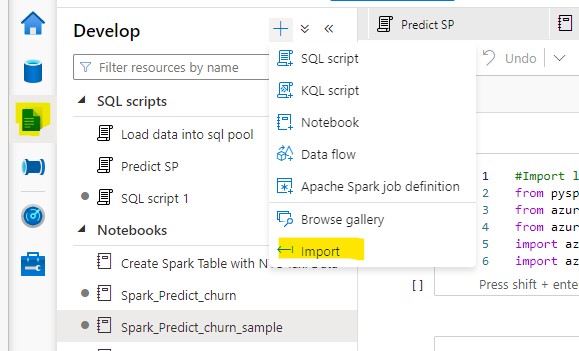 Develop
Predict SP
Filter resources by name
SQL script
Undo
KQL script
SQL scripts
Notebook
Load data into sql pool
Data flow
Predict SP
Apache Spark job definition
SQL script 1
Browse gallery
Notebooks
Import
Create Spark Table with
Spark_Predict_churn
Spark_Predict_churn_sample
1 #Import l
2 from pysp
3 from azur
4 from azur
5 import az
6 import az
[ ] Press shift + ente